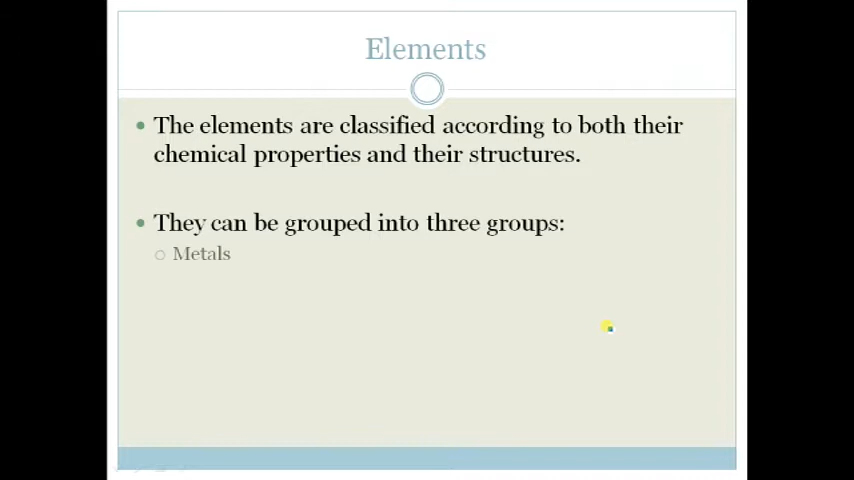 Elements
The elements are classified according to both their
chemical properties and their structures.
They can be grouped into three groups:
Metals